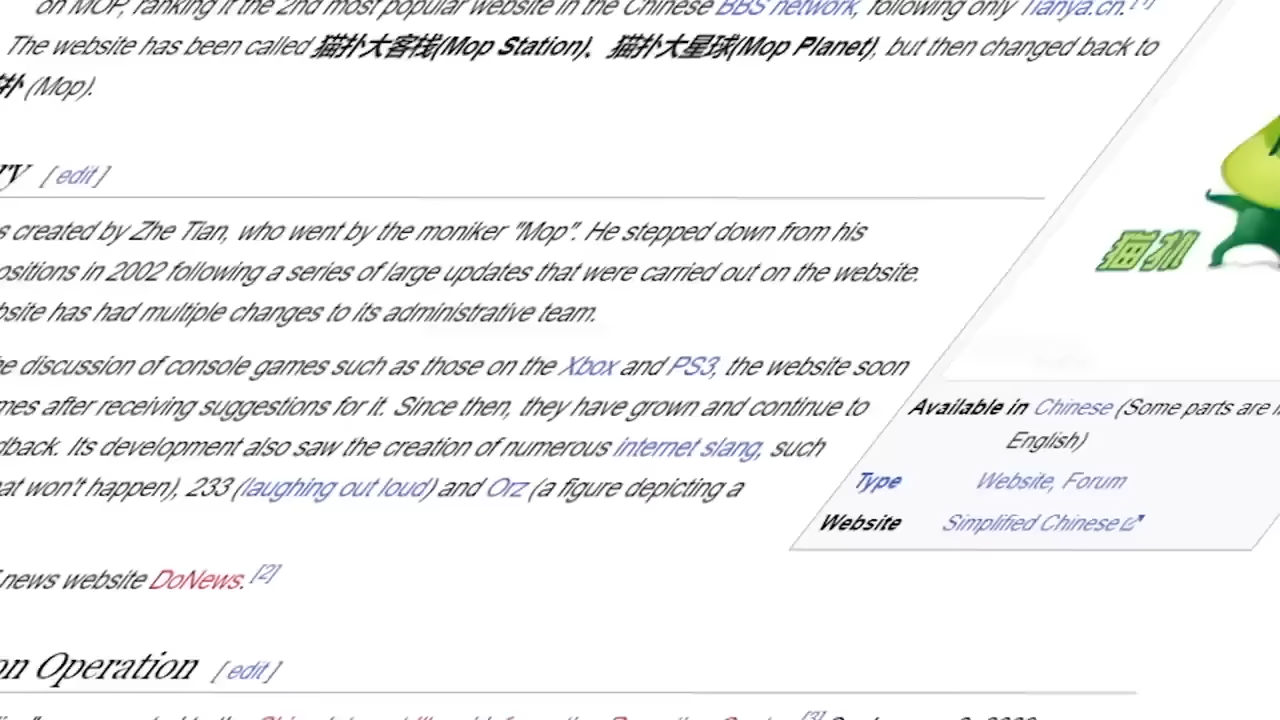 on MOP, ranking it the 2nd most popular website in the Chinese BBS network, following only Tianya.cn.
The website has been called 猫扑大客栈(Mop Station)、猫扑大星球(Mop Planet), but then changed back to
扑 (Mop).
ry [ edit ]
s created by Zhe Tian, who went by the moniker "Mop". He stepped down from his
ositions in 2002 following a series of large updates that were carried out on the website.
bsite has had multiple changes to its administrative team.
he discussion of console games such as those on the Xbox and PS3, the website soon
mes after receiving suggestions for it. Since then, they have grown and continue to
dback. Its development also saw the creation of numerous internet slang, such
at won't happen), 233 (laughing out loud) and Orz (a figure depicting a
news website DoNews. [2]
on Operation [ edit ]
猫扑
Available in Chinese (Some parts are in
English)
Type Website, Forum
Website Simplified Chinese